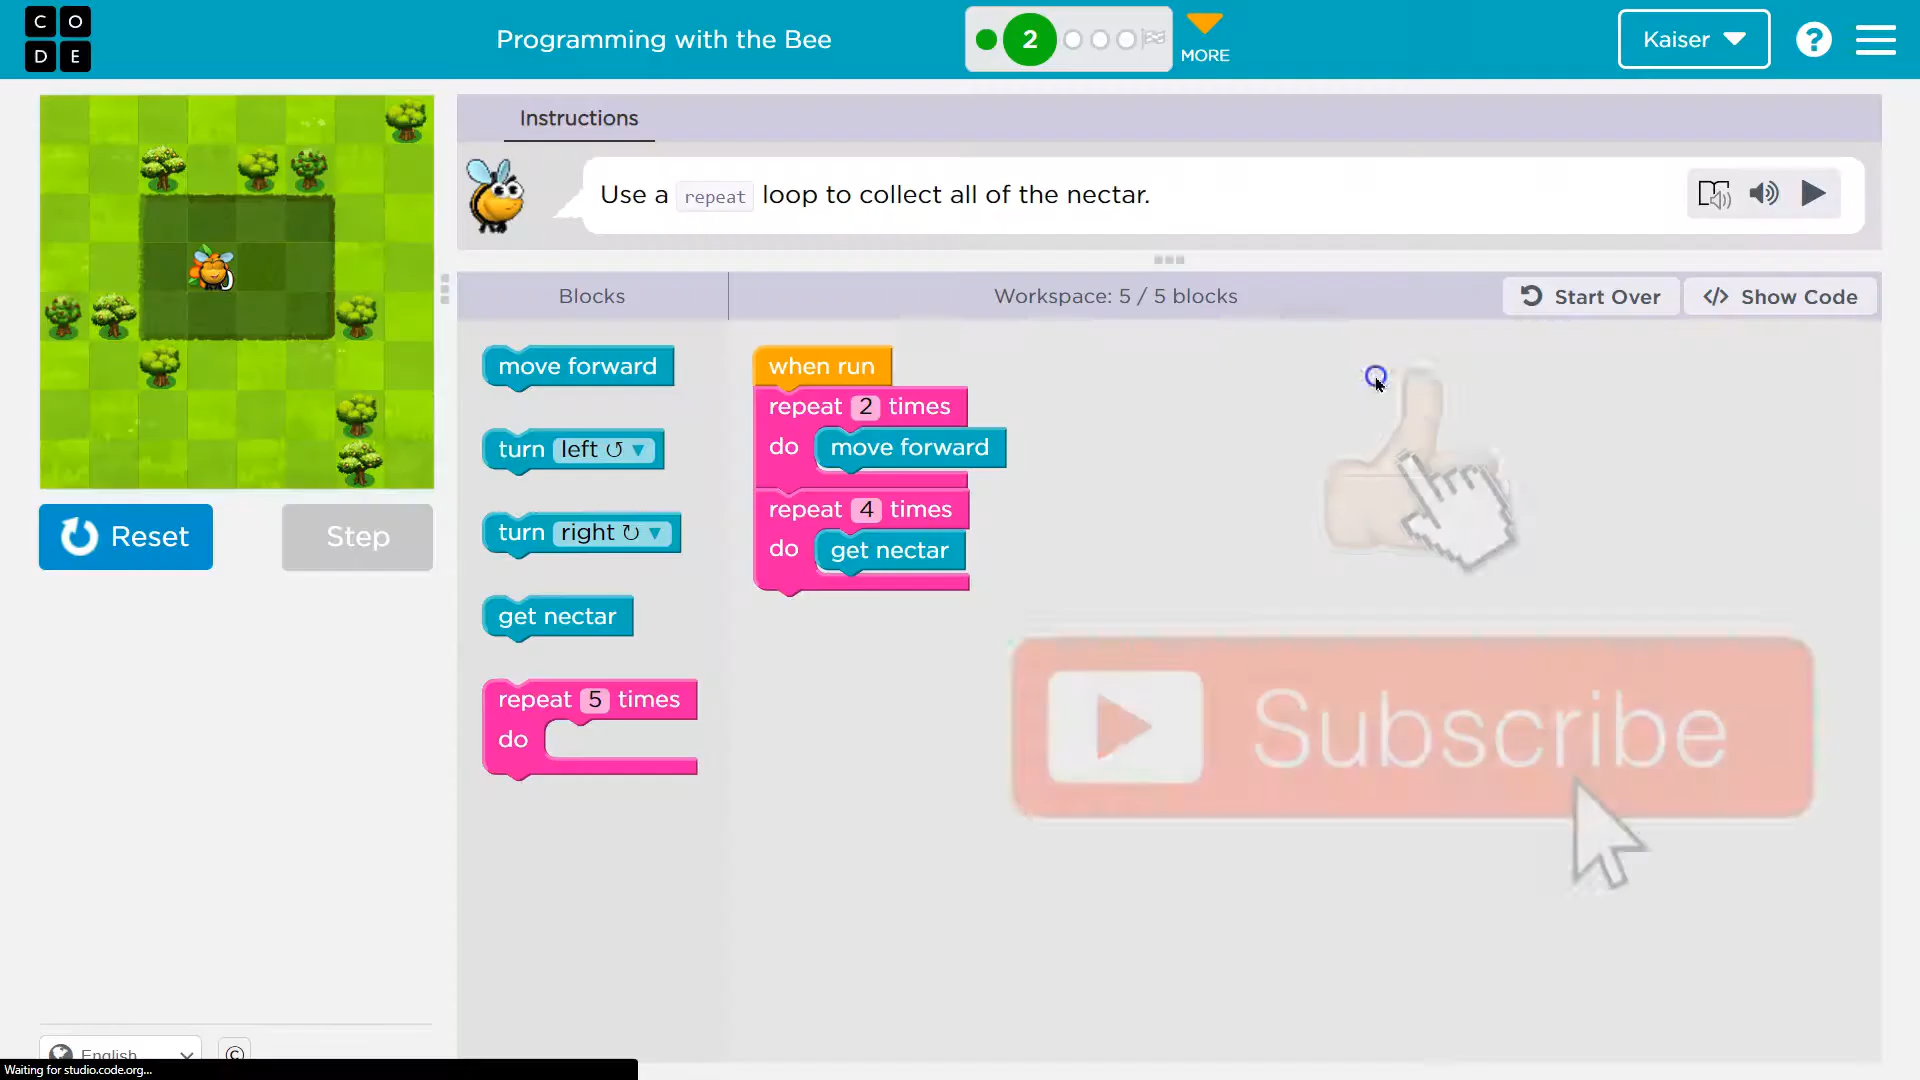 C O
D E
Programming with the Bee
2
MORE
Kaiser
?
Instructions
Use a repeat loop to collect all of the nectar.
Blocks
Workspace: 5 / 5 blocks
Start Over
</> Show Code
move forward
turn left ↺ ▼
turn right ↻ ▼
get nectar
repeat 5 times
do
when run
repeat 2 times
do move forward
repeat 4 times
do get nectar
0
Reset
Step
Subscribe
English
©
Waiting for studio.code.org...